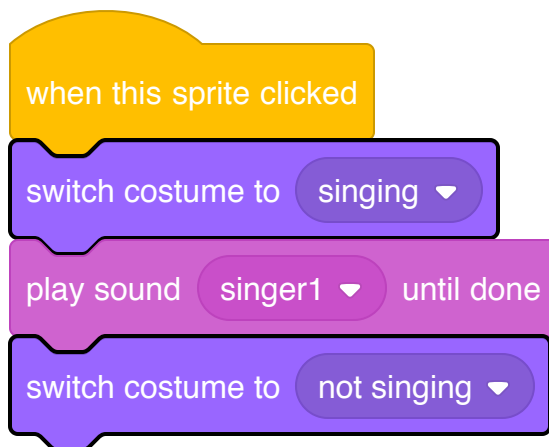 when this sprite clicked
switch costume to singing
play sound singer1 until done
switch costume to not singing